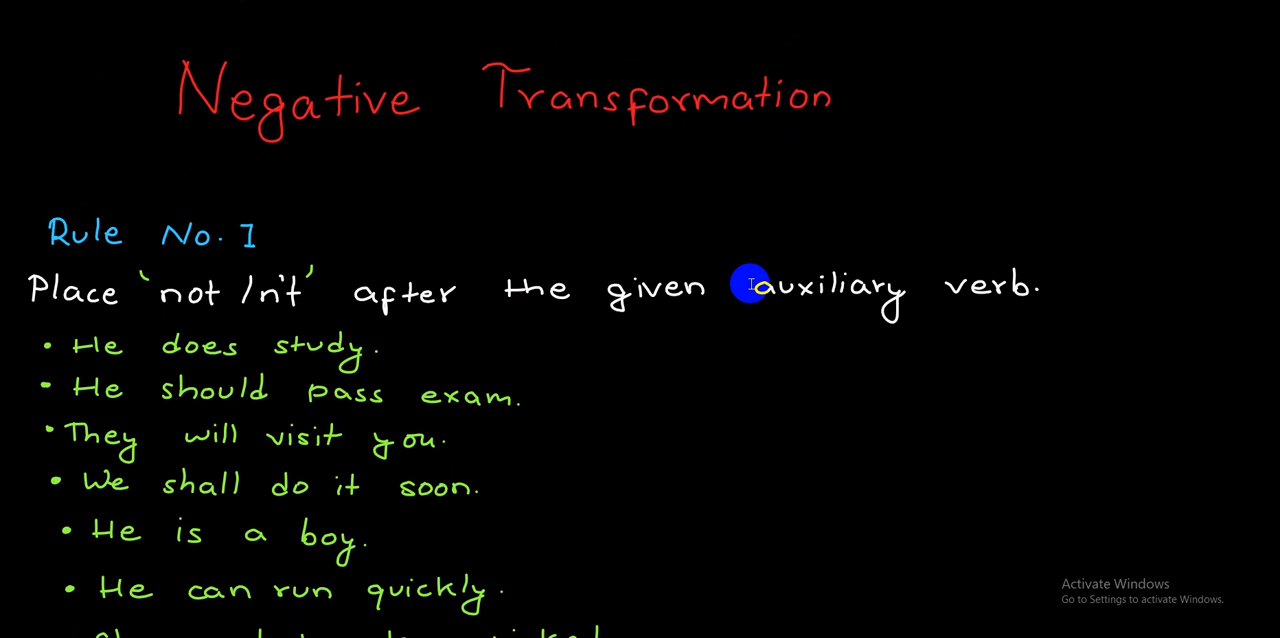 Negative Transformation
Rule No. 1
Place 'not /n't' after the given auxiliary verb.
• He does study.
• He should pass exam.
• They will visit you.
• We shall do it soon.
• He is a boy.
• He can run quickly.
Activate Windows
Go to Settings to activate Windows.